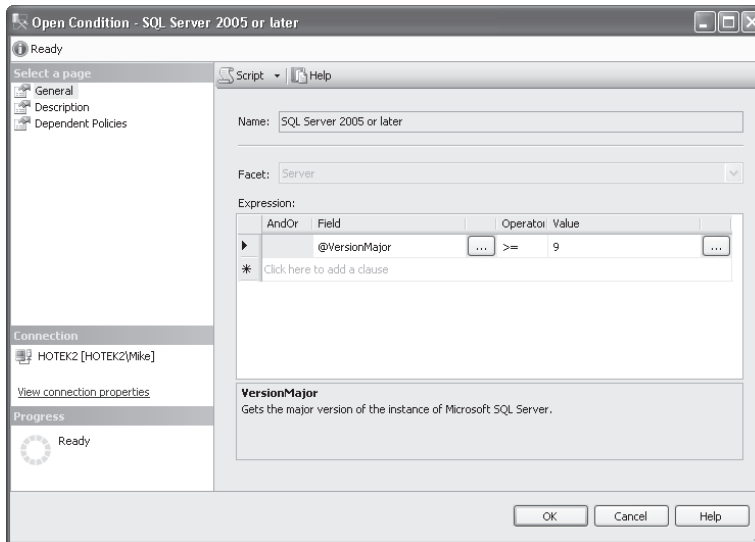 Open Condition - SQL Server 2005 or later
Ready
Select a page
General
Description
Dependent Policies
Script Help
Name: SQL Server 2005 or later
Facet: Server
Expression:
AndOr Field Operator Value
@VersionMajor ... >= 9 ...
Click here to add a clause
VersionMajor
Gets the major version of the instance of Microsoft SQL Server.
Connection
HOTEK2 [HOTEK2\Mike]
View connection properties
Progress
Ready
OK Cancel Help